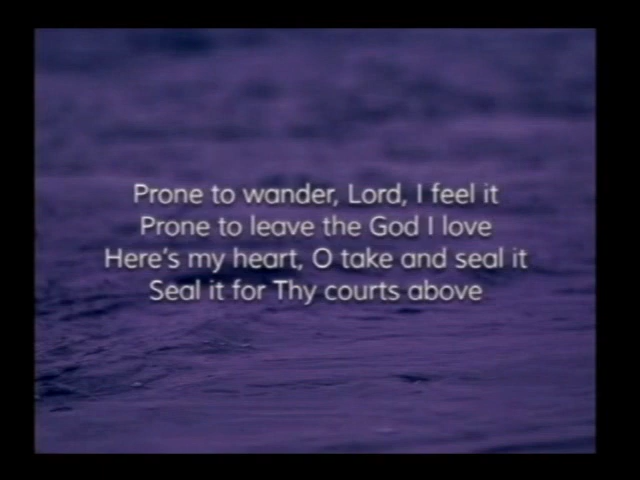 Prone to wander, Lord, I feel it
Prone to leave the God I love
Here's my heart, O take and seal it
Seal it for Thy courts above